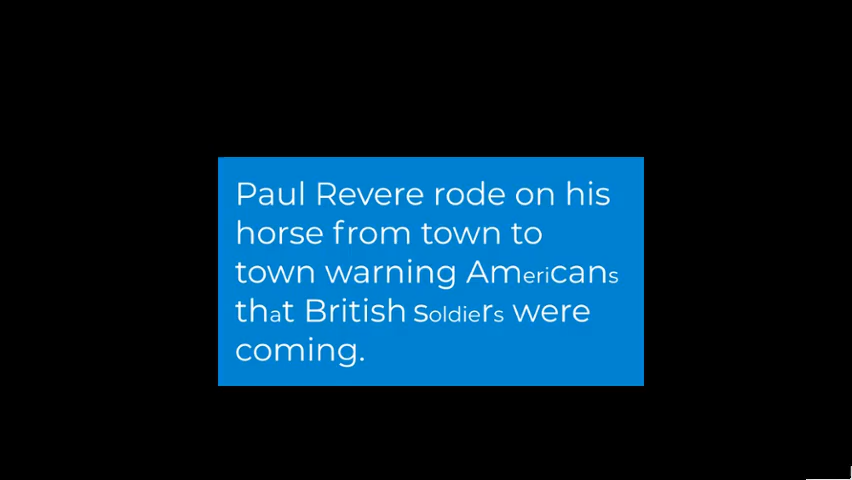 Paul Revere rode on his
horse from town to
town warning Americans
that British soldiers were
coming.